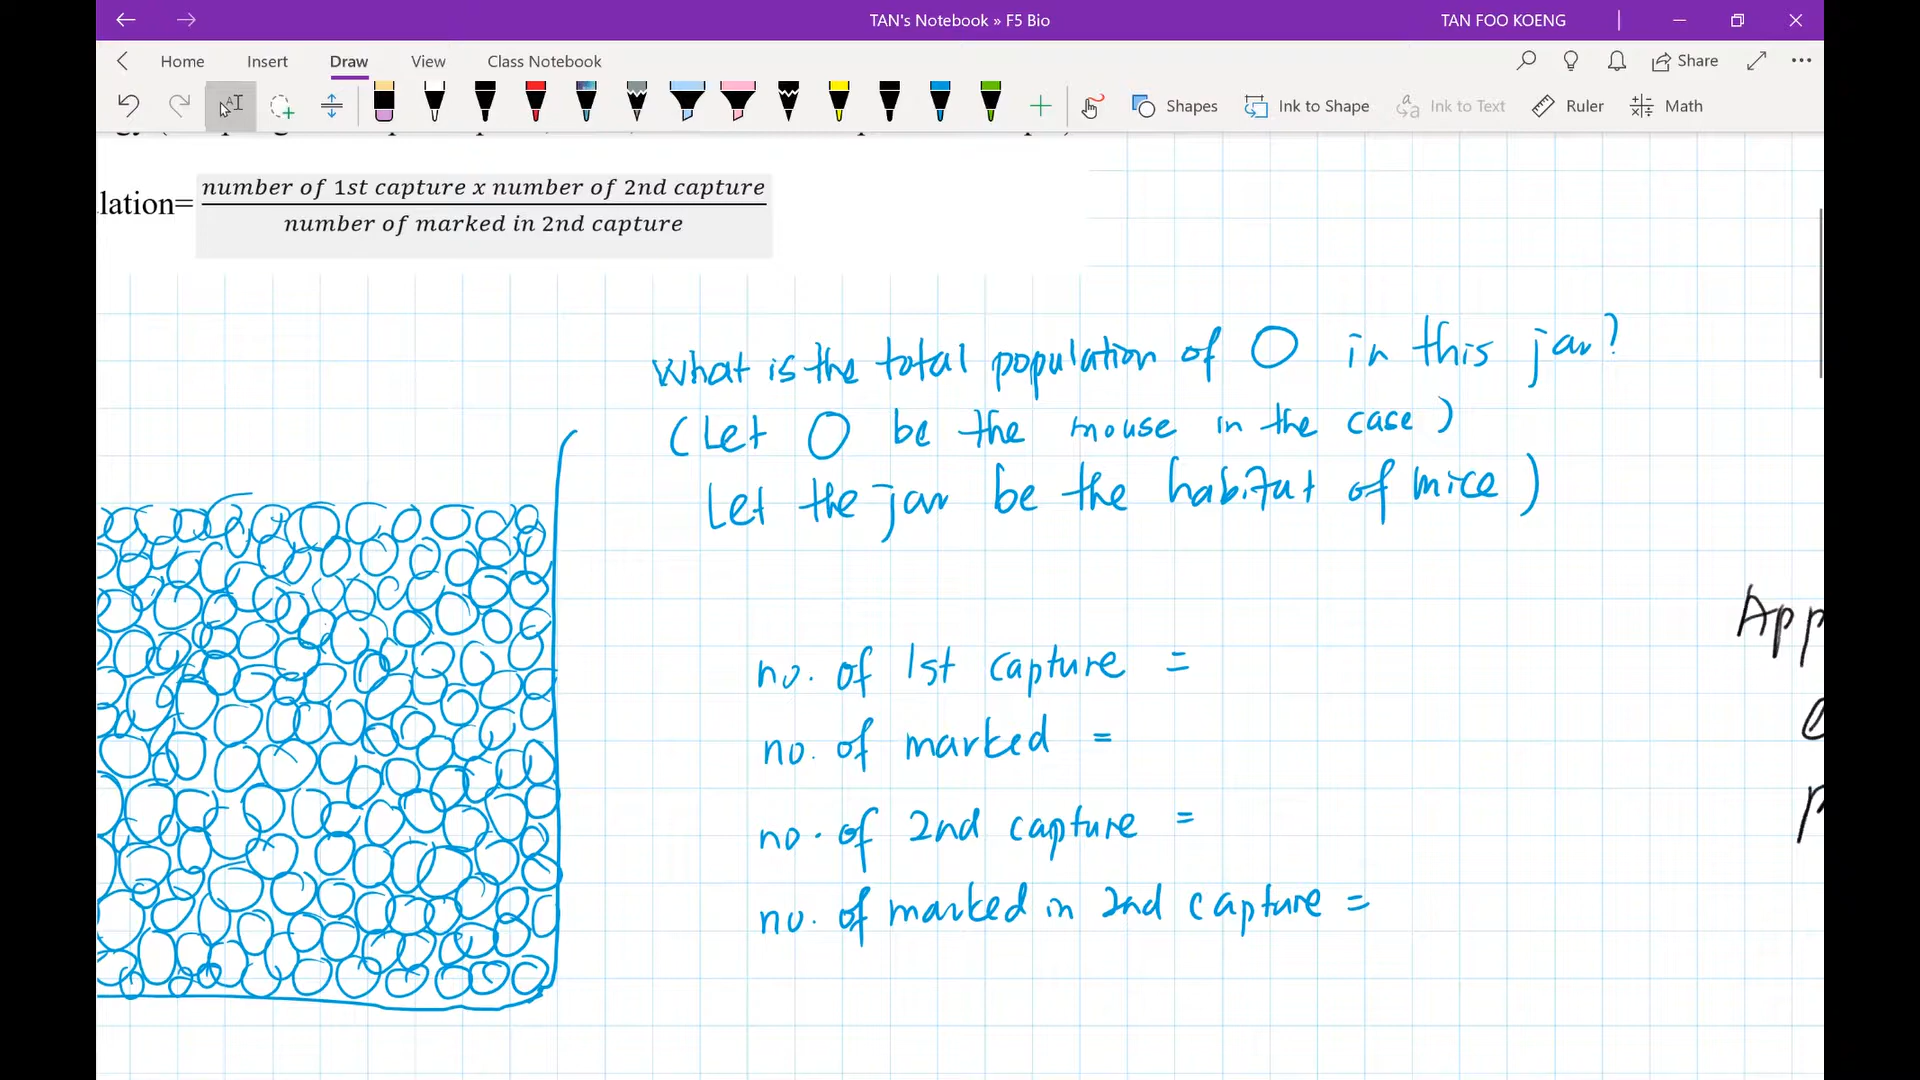 TAN's Notebook » F5 Bio
TAN FOO KOENG
Home Insert Draw View Class Notebook
Share
Shapes Ink to Shape Ink to Text Ruler Math
lation= number of 1st capture x number of 2nd capture
number of marked in 2nd capture
What is the total population of O in this jar?
(Let O be the mouse in the case)
Let the jar be the habitat of mice)
App
no. of 1st capture =
no. of marked =
no. of 2nd capture =
no. of marked in 2nd capture =